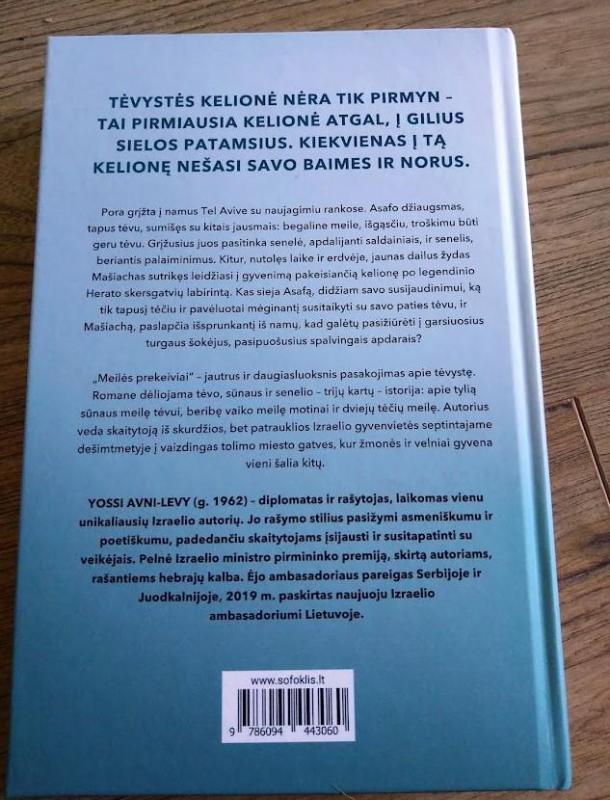 TĖVYSTĖS KELIONĖ NĖRA TIK PIRMYN –
TAI PIRMIAUSIA KELIONĖ ATGAL, Į GILIUS
SIELOS PATAMSIUS. KIEKVIENAS Į TĄ
KELIONĘ NEŠASI SAVO BAIMES IR NORUS.
Pora grįžta į namus Tel Avive su naujagimiu rankose. Asafo džiaugsmas,
tapus tėvu, sumišęs su kitais jausmais: begaline meile, išgąsčiu, troškimu būti
geru tėvu. Grįžusius juos pasitinka senelė, apdalijanti saldainiais, ir senelis,
beriantis palaiminimus. Kitur, nutolęs laike ir erdvėje, jaunas dailus žydas
Mašiachas sutrikęs leidžiasi į gyvenimą pakeisiančią kelionę po legendinio
Herato skersgatvių labirintą. Kas sieja Asafą, didžiam savo susijaudinimui, ką
tik tapusį tėčiu ir pavėluotai mėginantį susitaikyti su savo paties tėvu, ir
Mašiachą, paslapčia išsprunkantį iš namų, kad galėtų pasižiūrėti į garsiuosius
turgaus šokėjus, pasipuošusius spalvingais apdarais?
„Meilės prekeiviai“ – jautrus ir daugiasluoksnis pasakojimas apie tėvystę.
Romane dėliojama tėvo, sūnaus ir senelio – trijų kartų – istorija: apie tylią
sūnaus meilę tėvui, beribę vaiko meilę motinai ir dviejų tėčių meilę. Autorius
veda skaitytoją iš skurdžios, bet patrauklios Izraelio gyvenvietės septintajame
dešimtmetyje į vaizdingas tolimo miesto gatves, kur žmonės ir velniai gyvena
vieni šalia kitų.
YOSSI AVNI-LEVY (g. 1962) – diplomatas ir rašytojas, laikomas vienu
unikaliausių Izraelio autorių. Jo rašymo stilius pasižymi asmeniškumu ir
poetiškumu, padedančiu skaitytojams įsijausti ir susitapatinti su
veikėjais. Pelnė Izraelio ministro pirmininko premiją, skirtą autoriams,
rašantiems hebrajų kalba. Ėjo ambasadoriaus pareigas Serbijoje ir
Juodkalnijoje, 2019 m. paskirtas naujuoju Izraelio
ambasadoriumi Lietuvoje.
www.sofoklis.lt
9 786094 443060